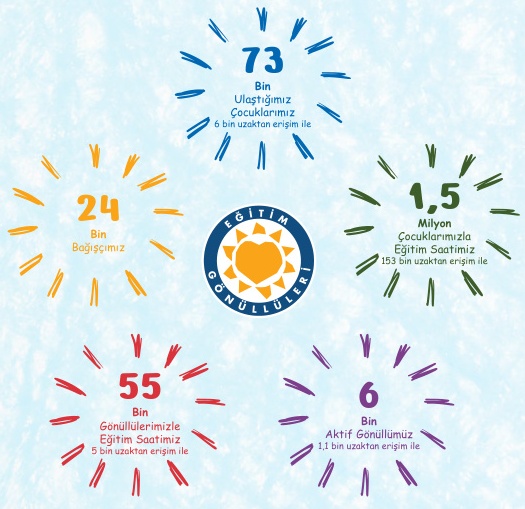 73
Bin
Ulaştığımız
Çocuklarımız
6 bin uzaktan erişim ile
24
Bin
Bağışçımız
EĞİTİM
GÖNÜLLÜLERİ
1,5
Milyon
Çocuklarımızla
Eğitim Saatimiz
153 bin uzaktan erişim ile
55
Bin
Gönüllülerimizle
Eğitim Saatimiz
5 bin uzaktan erişim ile
6
Bin
Aktif Gönüllümüz
1,1 bin uzaktan erişim ile